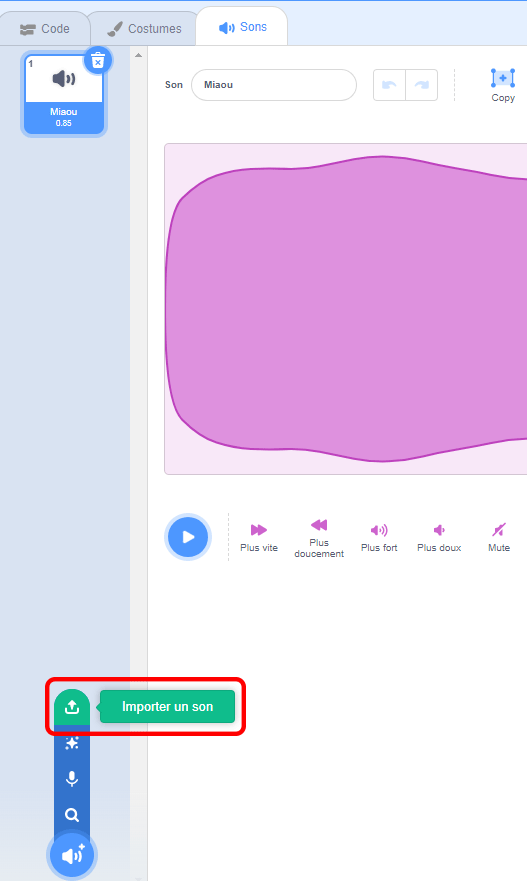 Code
Costumes
Sons
1
Miaou
0.85
Son
Miaou
Copy
Plus vite
Plus
doucement
Plus fort
Plus doux
Mute
Importer un son